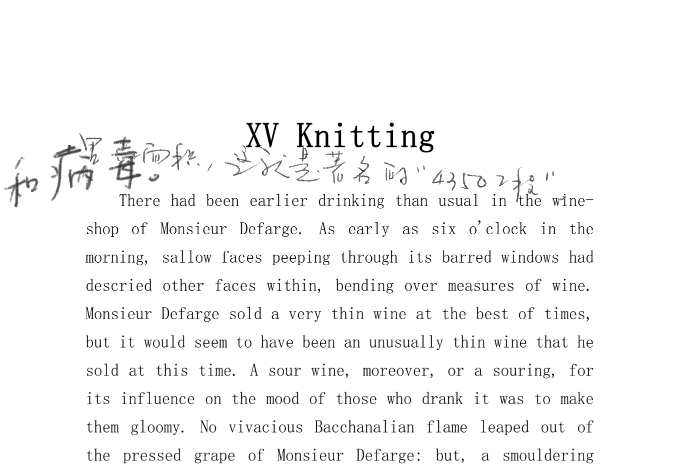 XV Knitting
和病毒。
害面积,这就是著名的"4350工程"
There had been earlier drinking than usual in the wine-
shop of Monsieur Defarge. As early as six o'clock in the
morning, sallow faces peeping through its barred windows had
descried other faces within, bending over measures of wine.
Monsieur Defarge sold a very thin wine at the best of times,
but it would seem to have been an unusually thin wine that he
sold at this time. A sour wine, moreover, or a souring, for
its influence on the mood of those who drank it was to make
them gloomy. No vivacious Bacchanalian flame leaped out of
the pressed grape of Monsieur Defarge: but, a smouldering